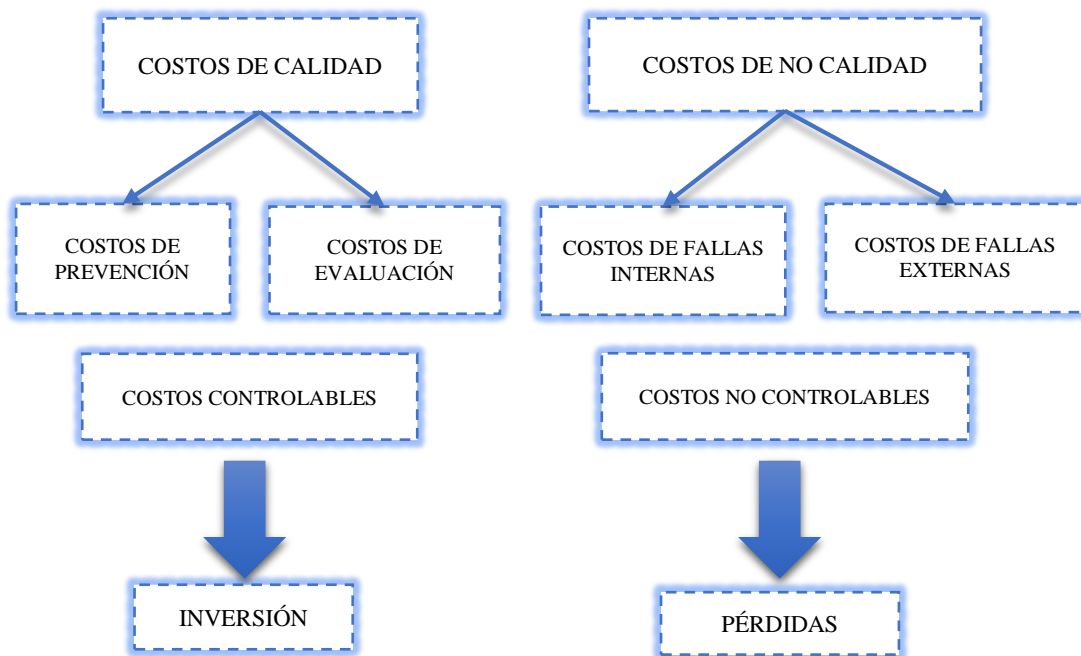 COSTOS DE CALIDAD
COSTOS DE NO CALIDAD
COSTOS DE
PREVENCIÓN
COSTOS DE
EVALUACIÓN
COSTOS DE FALLAS
INTERNAS
COSTOS DE FALLAS
EXTERNAS
COSTOS CONTROLABLES
COSTOS NO CONTROLABLES
INVERSIÓN
PÉRDIDAS